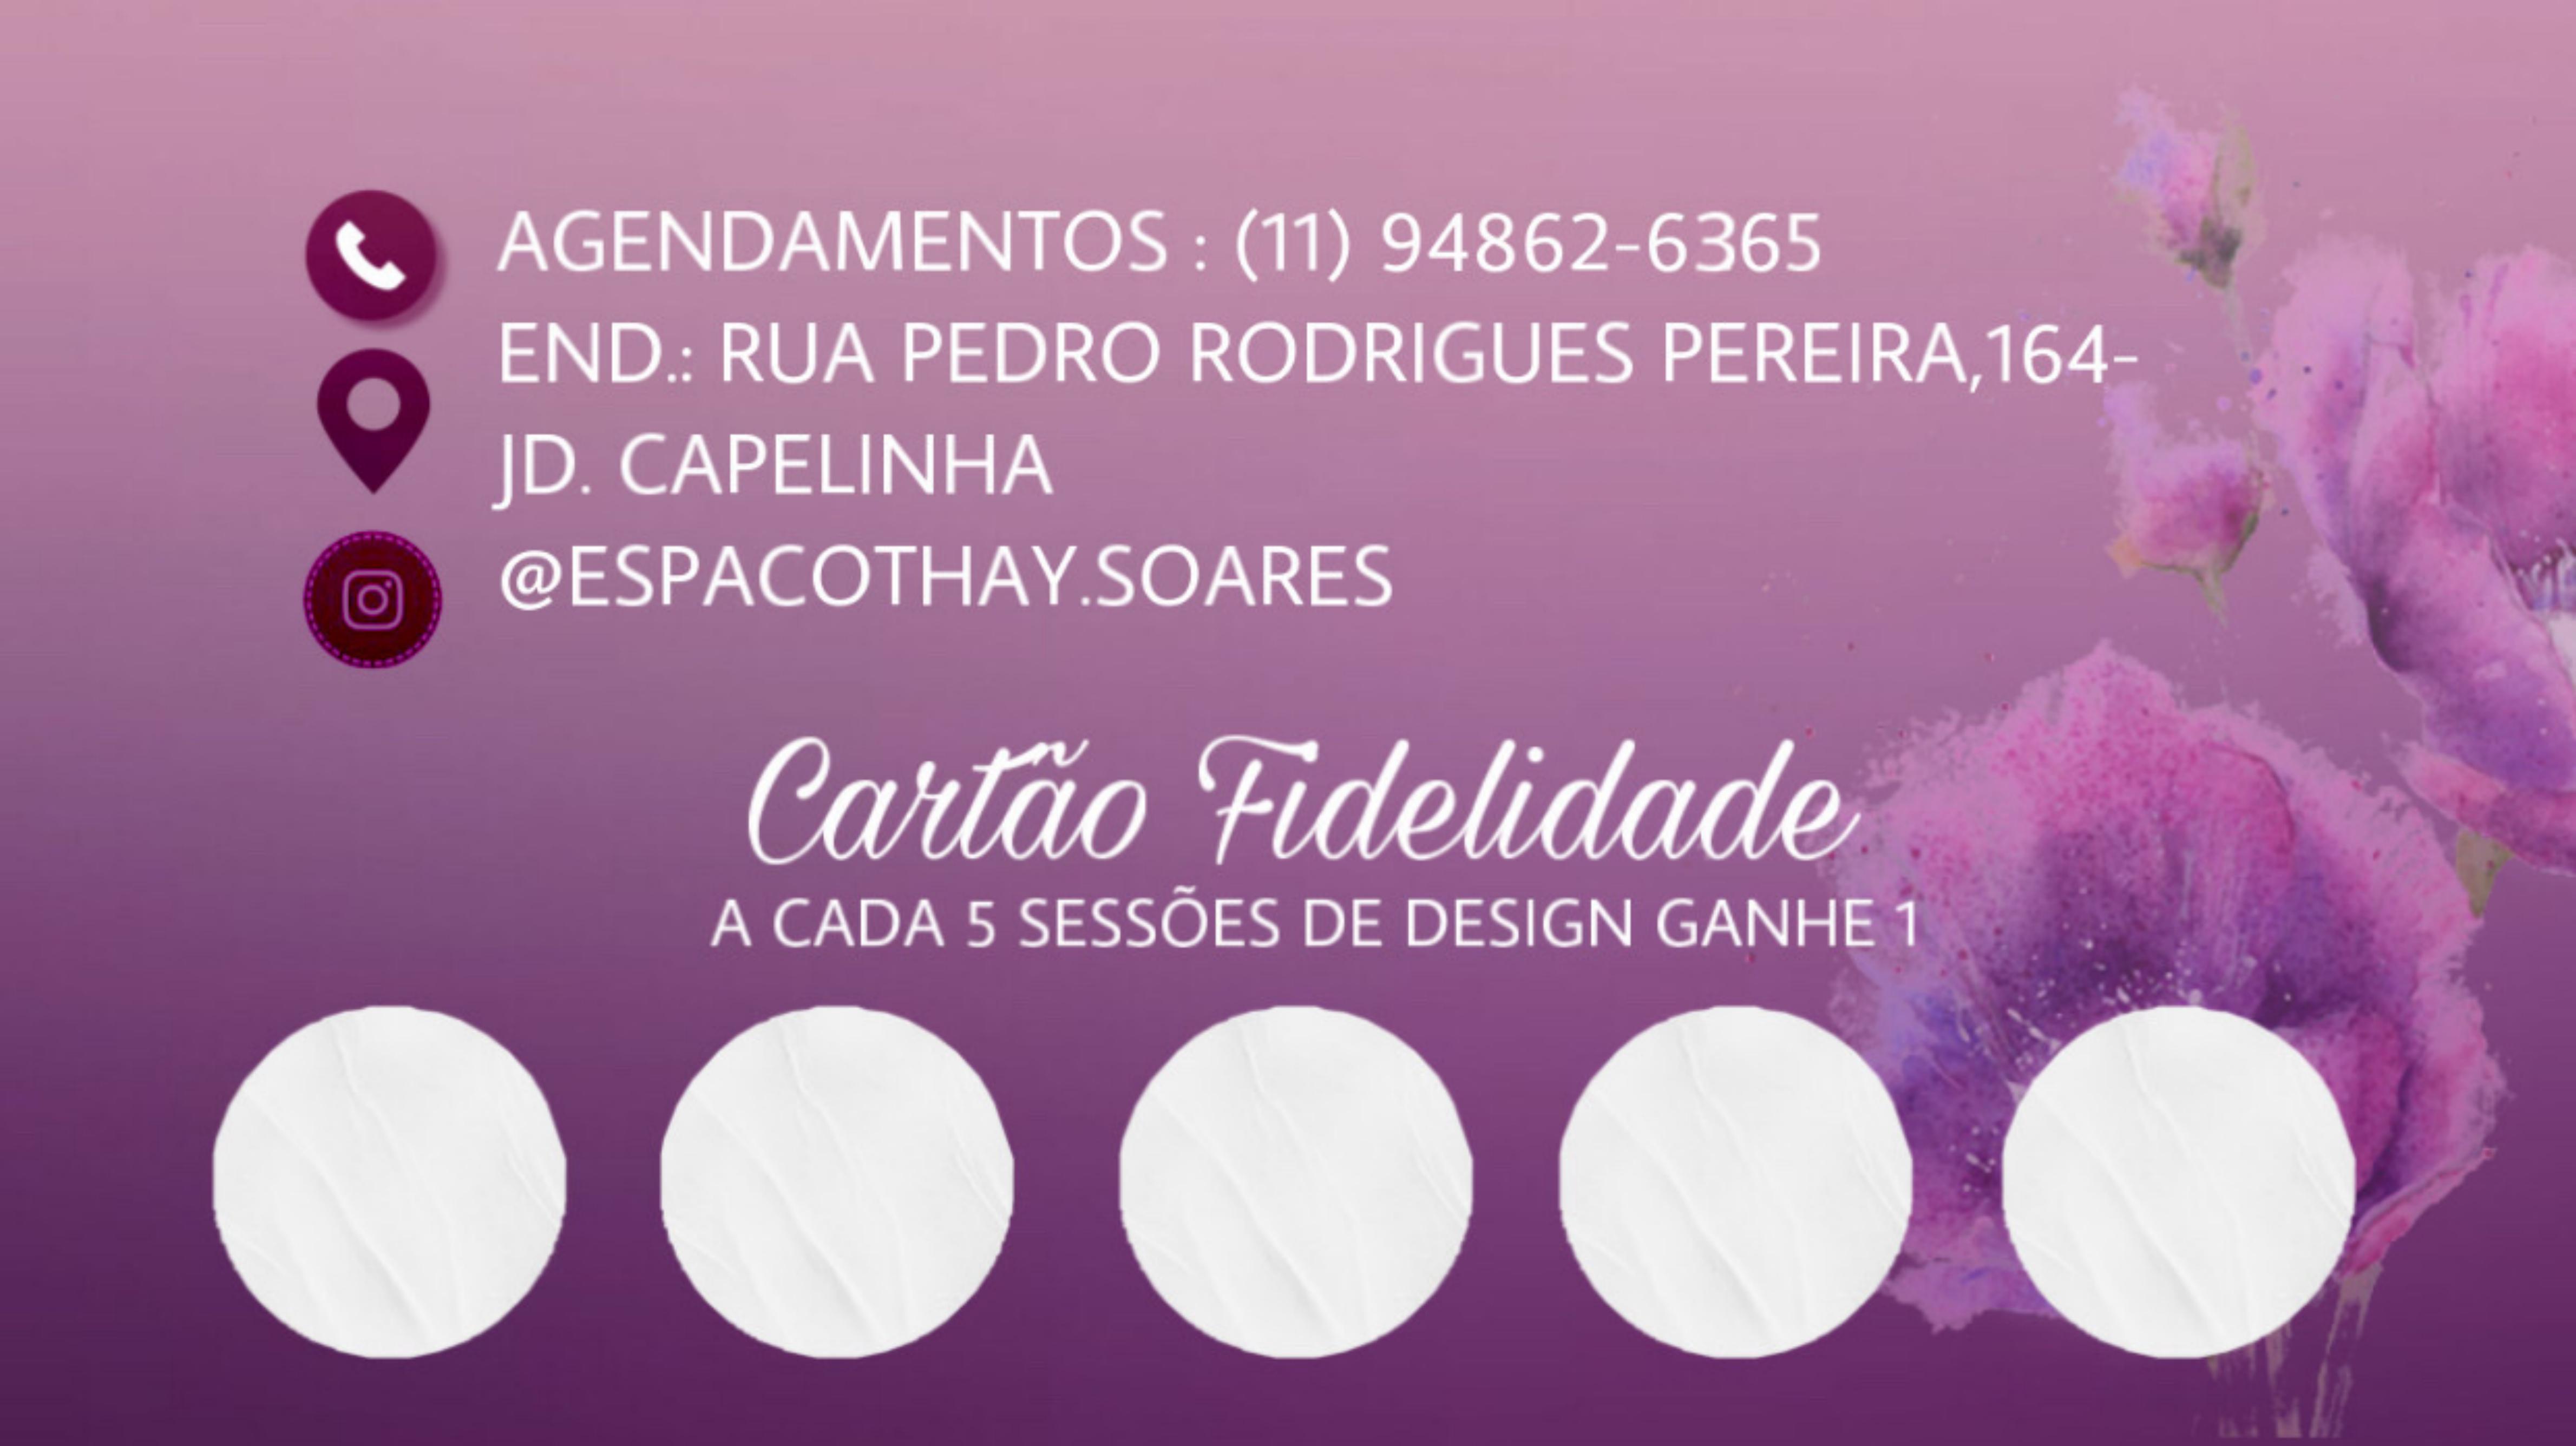 AGENDAMENTOS : (11) 94862-6365
END.: RUA PEDRO RODRIGUES PEREIRA,164-
JD. CAPELINHA
@ESPACOTHAY.SOARES
Cartão Fidelidade
A CADA 5 SESSÕES DE DESIGN GANHE 1